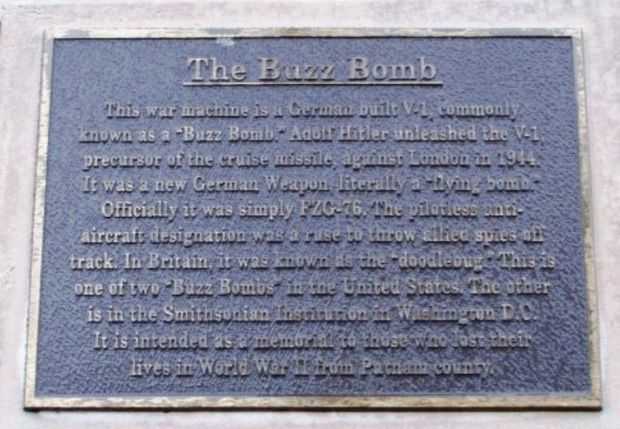 The Buzz Bomb
This war machine is a German built V-1, commonly
known as a "Buzz Bomb." Adolf Hitler unleashed the V-1,
precursor of the cruise missile, against London in 1944.
It was a new German Weapon, literally a "flying bomb."
Officially it was simply FZG-76. The pilotless anti-
aircraft designation was a ruse to throw allied spies off
track. In Britain, it was known as the "doodlebug." This is
one of two "Buzz Bombs" in the United States. The other
is in the Smithsonian Institution in Washington D.C.
It is intended as a memorial to those who lost their
lives in World War II from Putnam county.